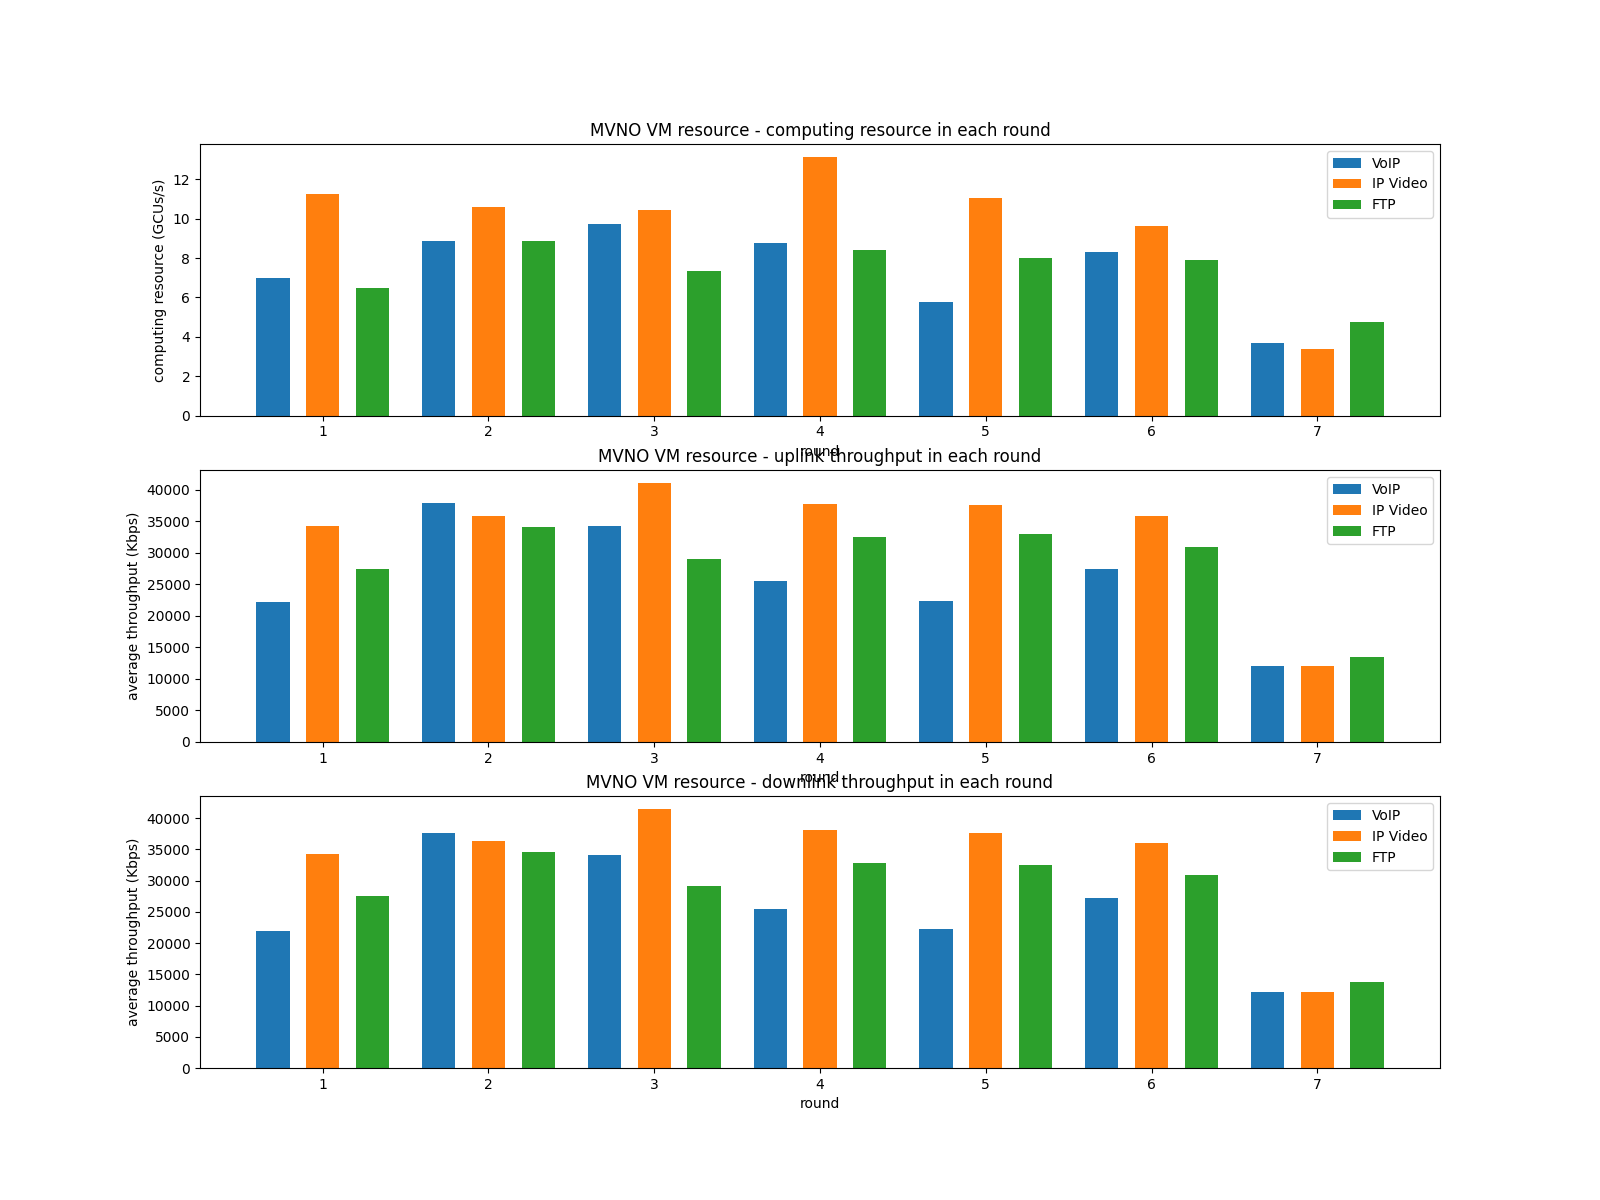 MVNO VM resource - computing resource in each round
computing resource (GCUs/s)
12
10
8
6
4
2
0
VoIP
IP Video
FTP
1 2 3 4 5 6 7
round
MVNO VM resource - uplink throughput in each round
average throughput (Kbps)
40000
35000
30000
25000
20000
15000
10000
5000
0
VoIP
IP Video
FTP
1 2 3 4 5 6 7
round
MVNO VM resource - downlink throughput in each round
average throughput (Kbps)
40000
35000
30000
25000
20000
15000
10000
5000
0
VoIP
IP Video
FTP
1 2 3 4 5 6 7
round